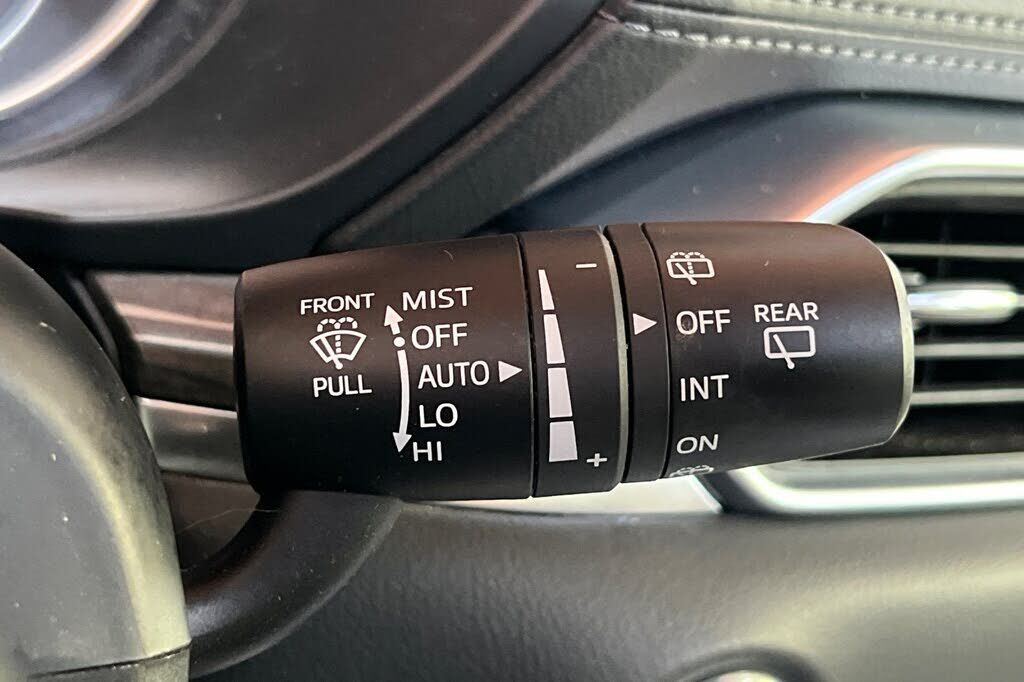 FRONT
PULL
MIST
OFF
AUTO
LO
HI
−
+
OFF
INT
ON
REAR